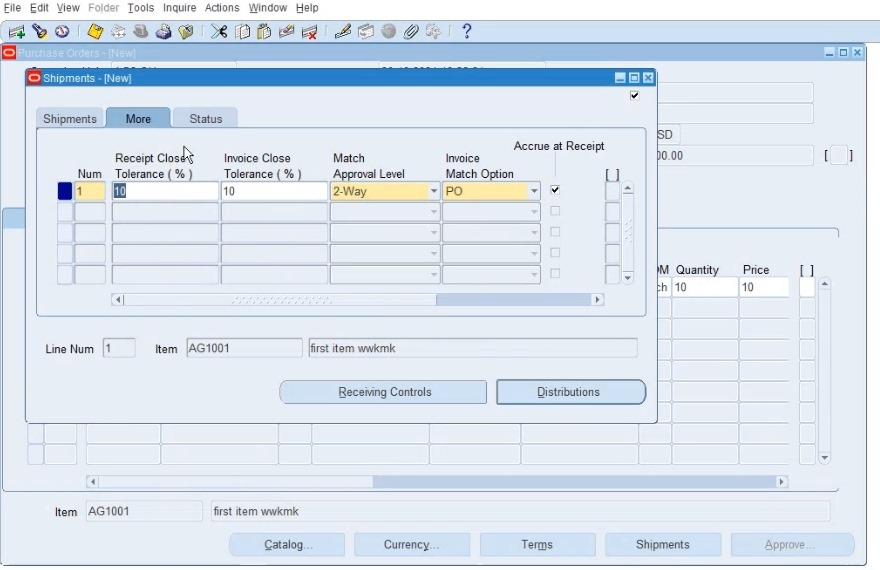 File Edit View Folder Tools Inquire Actions Window Help
Purchase Orders - [New]
Shipments - [New]
Shipments More Status
Accrue at Receipt
Receipt Close Invoice Close Match Invoice
Num Tolerance ( % ) Tolerance ( % ) Approval Level Match Option [ ]
1 10 10 2-Way PO
SD
00.00 [ ]
Quantity Price [ ]
10 10
Line Num 1 Item AG1001 first item wwkmk
Receiving Controls Distributions
Item AG1001 first item wwkmk
Catalog... Currency... Terms Shipments Approve...